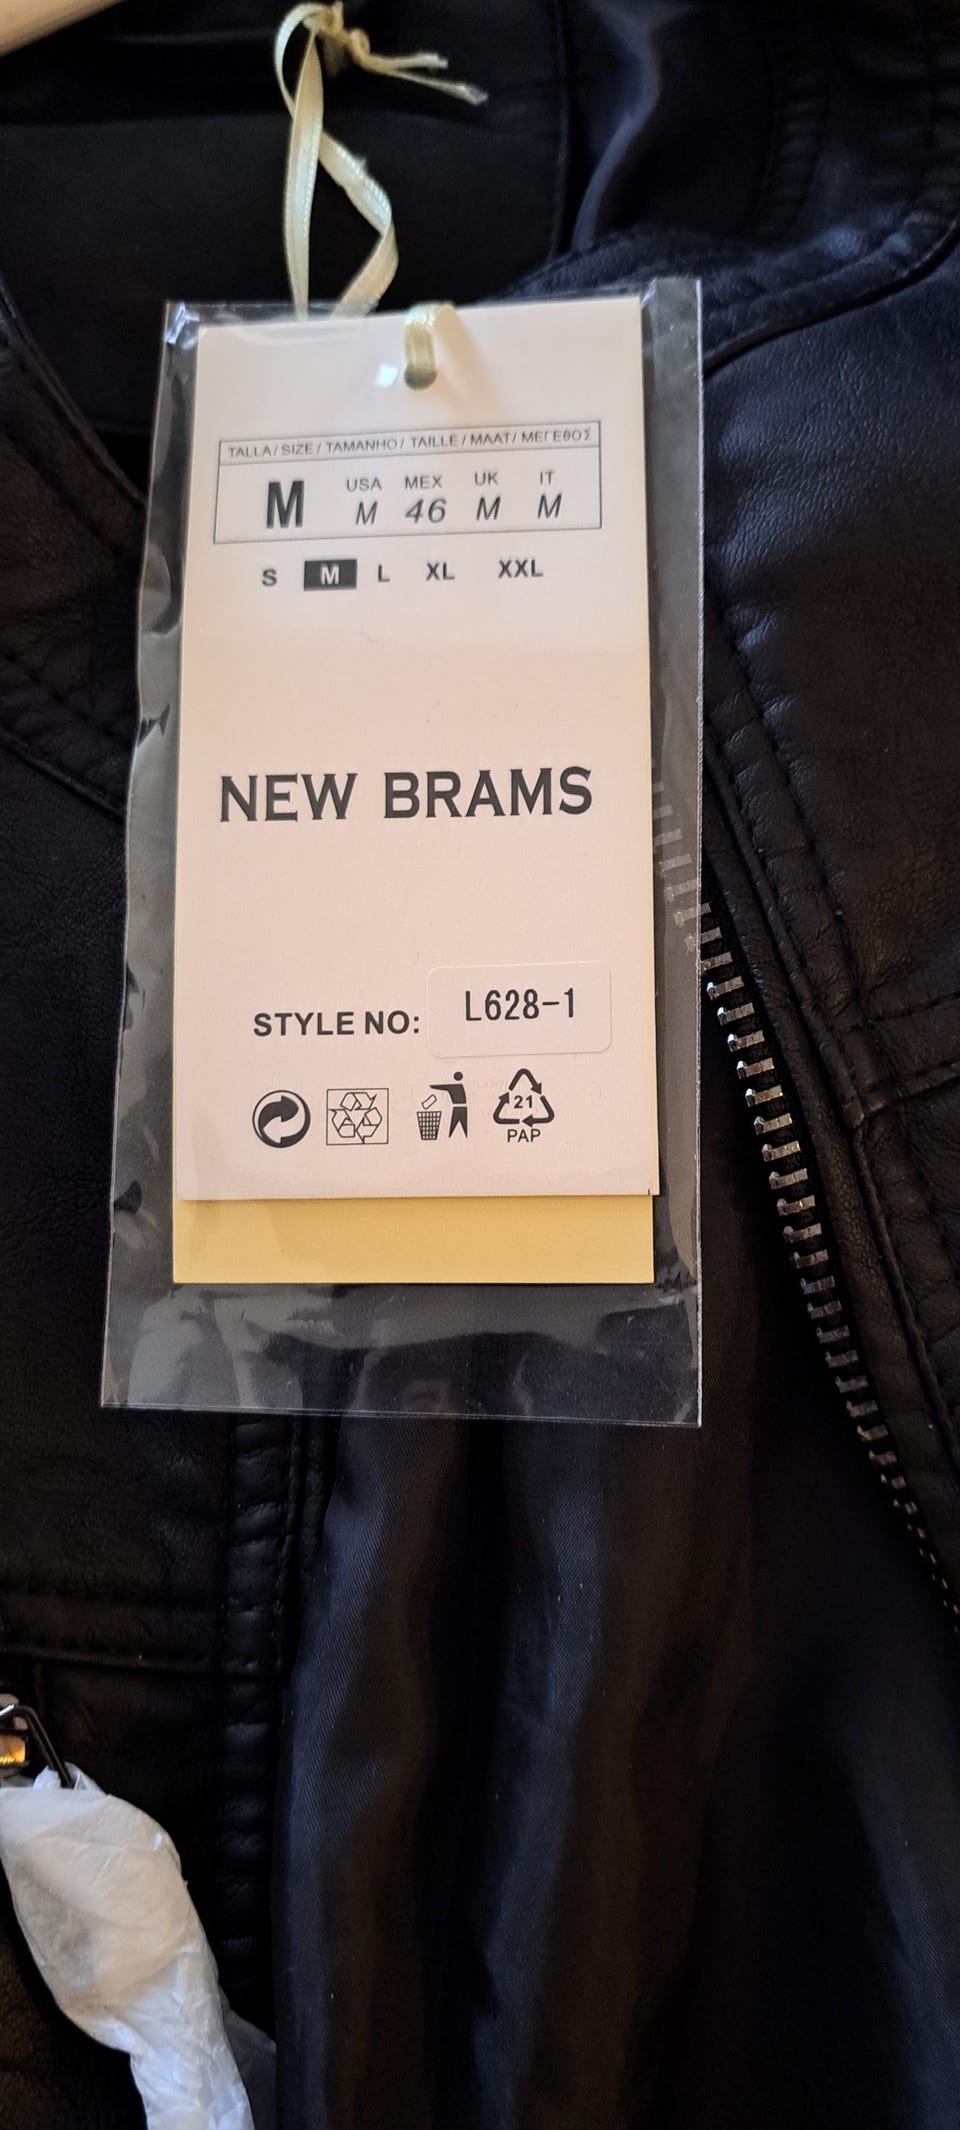 TALLA / SIZE / TAMANHO / TAILLE / MAAT / ΜΕΓΕΘΟΣ
M
USA MEX UK IT
M 46 M M
S M L XL XXL
NEW BRAMS
STYLE NO: L628-1
21
PAP